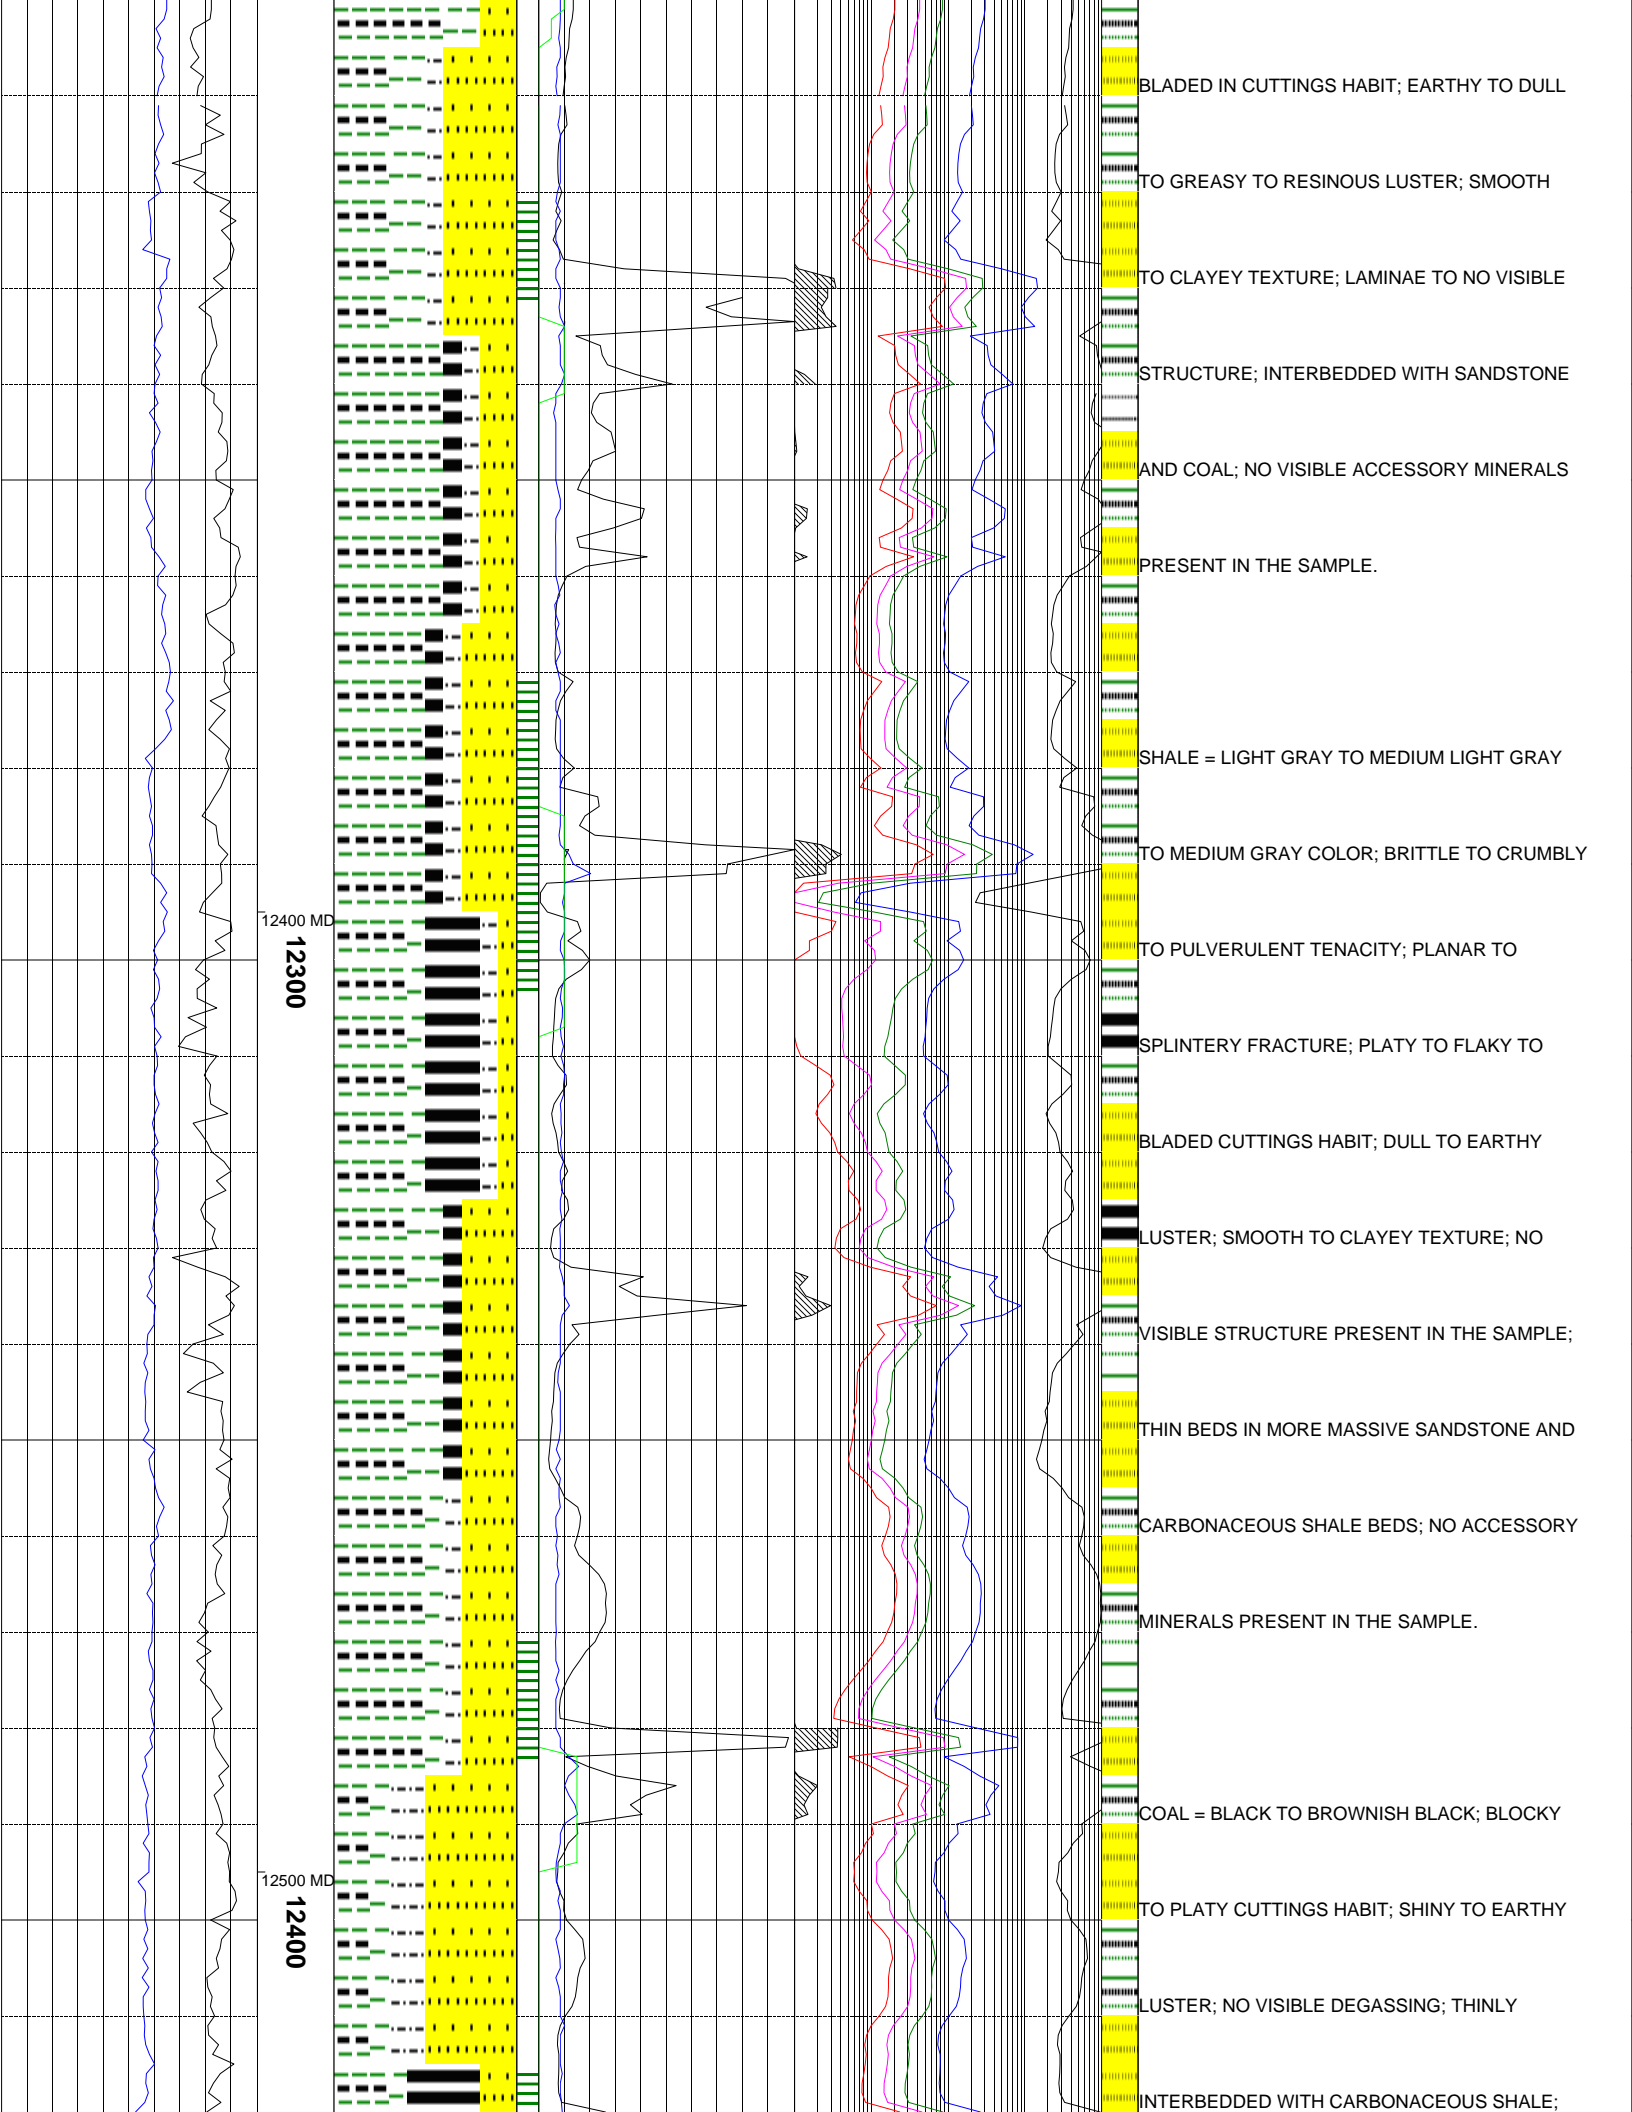 BLADED IN CUTTINGS HABIT; EARTHY TO DULL
TO GREASY TO RESINOUS LUSTER; SMOOTH
TO CLAYEY TEXTURE; LAMINAE TO NO VISIBLE
STRUCTURE; INTERBEDDED WITH SANDSTONE
AND COAL; NO VISIBLE ACCESSORY MINERALS
PRESENT IN THE SAMPLE.
SHALE = LIGHT GRAY TO MEDIUM LIGHT GRAY
TO MEDIUM GRAY COLOR; BRITTLE TO CRUMBLY
12400 MD
12300
TO PULVERULENT TENACITY; PLANAR TO
SPLINTERY FRACTURE; PLATY TO FLAKY TO
BLADED CUTTINGS HABIT; DULL TO EARTHY
LUSTER; SMOOTH TO CLAYEY TEXTURE; NO
VISIBLE STRUCTURE PRESENT IN THE SAMPLE;
THIN BEDS IN MORE MASSIVE SANDSTONE AND
CARBONACEOUS SHALE BEDS; NO ACCESSORY
MINERALS PRESENT IN THE SAMPLE.
COAL = BLACK TO BROWNISH BLACK; BLOCKY
12500 MD
12400
TO PLATY CUTTINGS HABIT; SHINY TO EARTHY
LUSTER; NO VISIBLE DEGASSING; THINLY
INTERBEDDED WITH CARBONACEOUS SHALE;